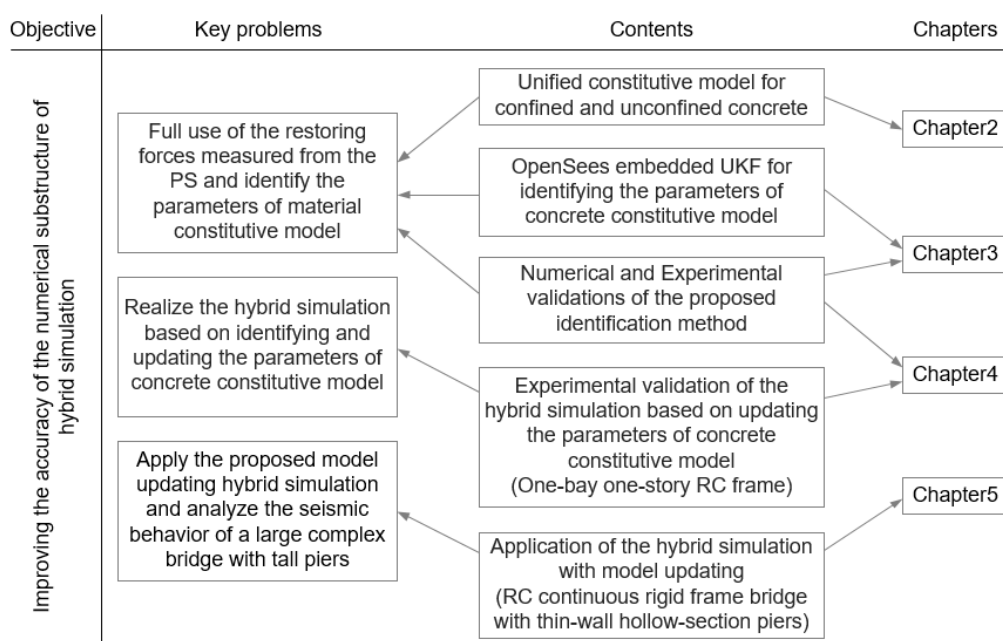 Objective
Key problems
Contents
Chapters
Improving the accuracy of the numerical substructure of
hybrid simulation
Full use of the restoring
forces measured from the
PS and identify the
parameters of material
constitutive model
Realize the hybrid simulation
based on identifying and
updating the parameters of
concrete constitutive model
Apply the proposed model
updating hybrid simulation
and analyze the seismic
behavior of a large complex
bridge with tall piers
Unified constitutive model for
confined and unconfined concrete
OpenSees embedded UKF for
identifying the parameters of
concrete constitutive model
Numerical and Experimental
validations of the proposed
identification method
Experimental validation of the
hybrid simulation based on updating
the parameters of concrete
constitutive model
(One-bay one-story RC frame)
Application of the hybrid simulation
with model updating
(RC continuous rigid frame bridge
with thin-wall hollow-section piers)
Chapter2
Chapter3
Chapter4
Chapter5